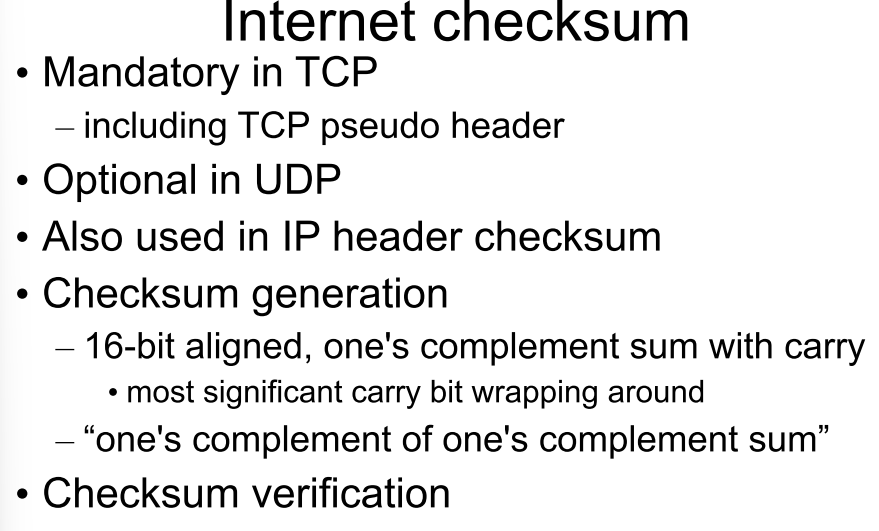 Internet checksum
• Mandatory in TCP
– including TCP pseudo header
• Optional in UDP
• Also used in IP header checksum
• Checksum generation
– 16-bit aligned, one's complement sum with carry
• most significant carry bit wrapping around
– “one's complement of one's complement sum”
• Checksum verification